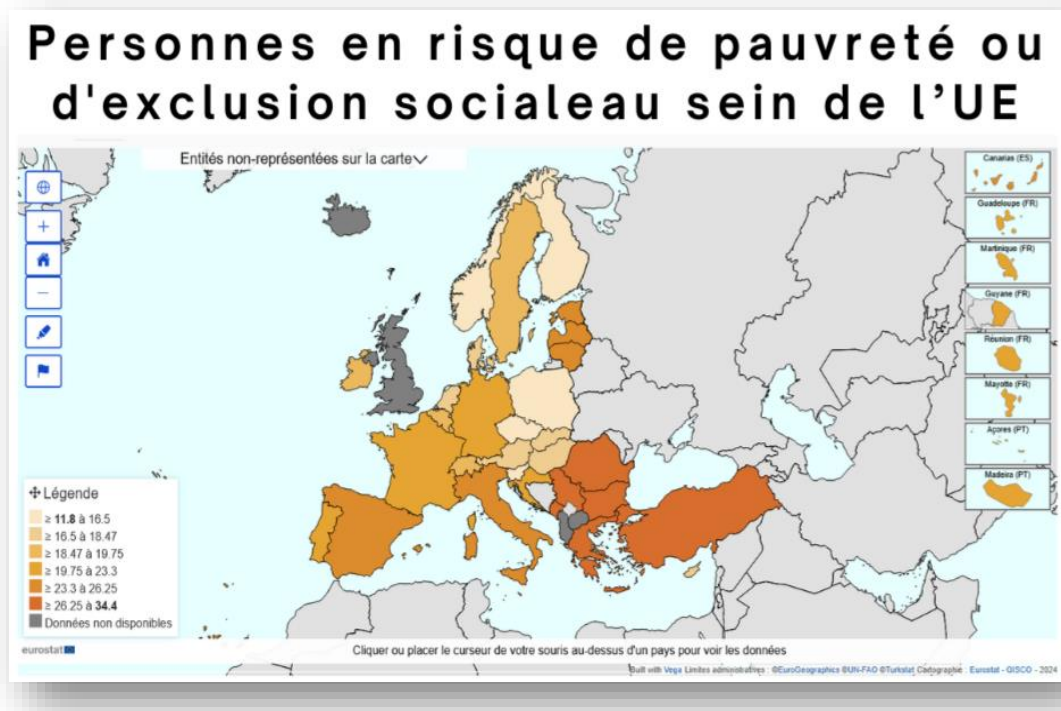 Personnes en risque de pauvreté ou
d'exclusion socialeau sein de l’UE
Entités non-représentées sur la carte
Canarias (ES)
Guadeloupe (FR)
Martinique (FR)
Guyane (FR)
Réunion (FR)
Mayotte (FR)
Açores (PT)
Madeira (PT)
Légende
≥ 11.8 à 16.5
≥ 16.5 à 18.47
≥ 18.47 à 19.75
≥ 19.75 à 23.3
≥ 23.3 à 26.25
≥ 26.25 à 34.4
Données non disponibles
eurostat
Cliquer ou placer le curseur de votre souris au-dessus d'un pays pour voir les données
Built with Vega Limites administratives : ©EuroGeographics ©UN-FAO ©Turkstat Cartographie : Eurostat - GISCO - 2024